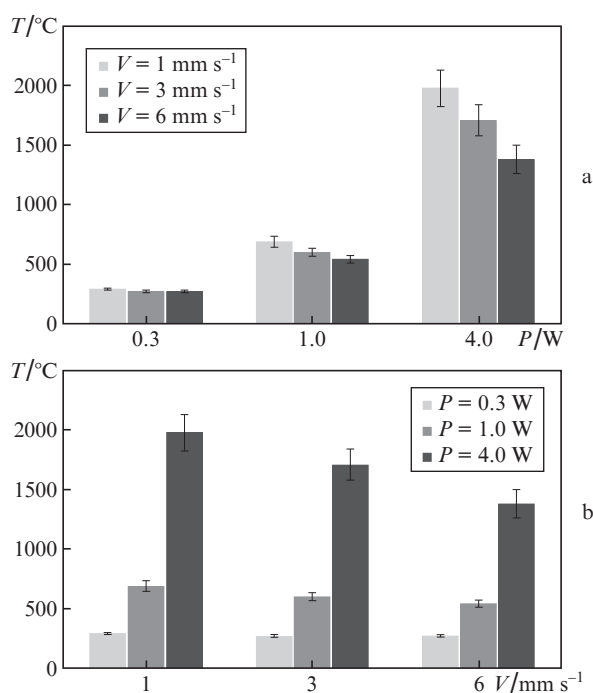 T/°C
2000
1500
1000
500
0
V = 1 mm s⁻¹
V = 3 mm s⁻¹
V = 6 mm s⁻¹
0.3 1.0 4.0 P/W
a
T/°C
2000
1500
1000
500
0
P = 0.3 W
P = 1.0 W
P = 4.0 W
1 3 6 V/mm s⁻¹
b